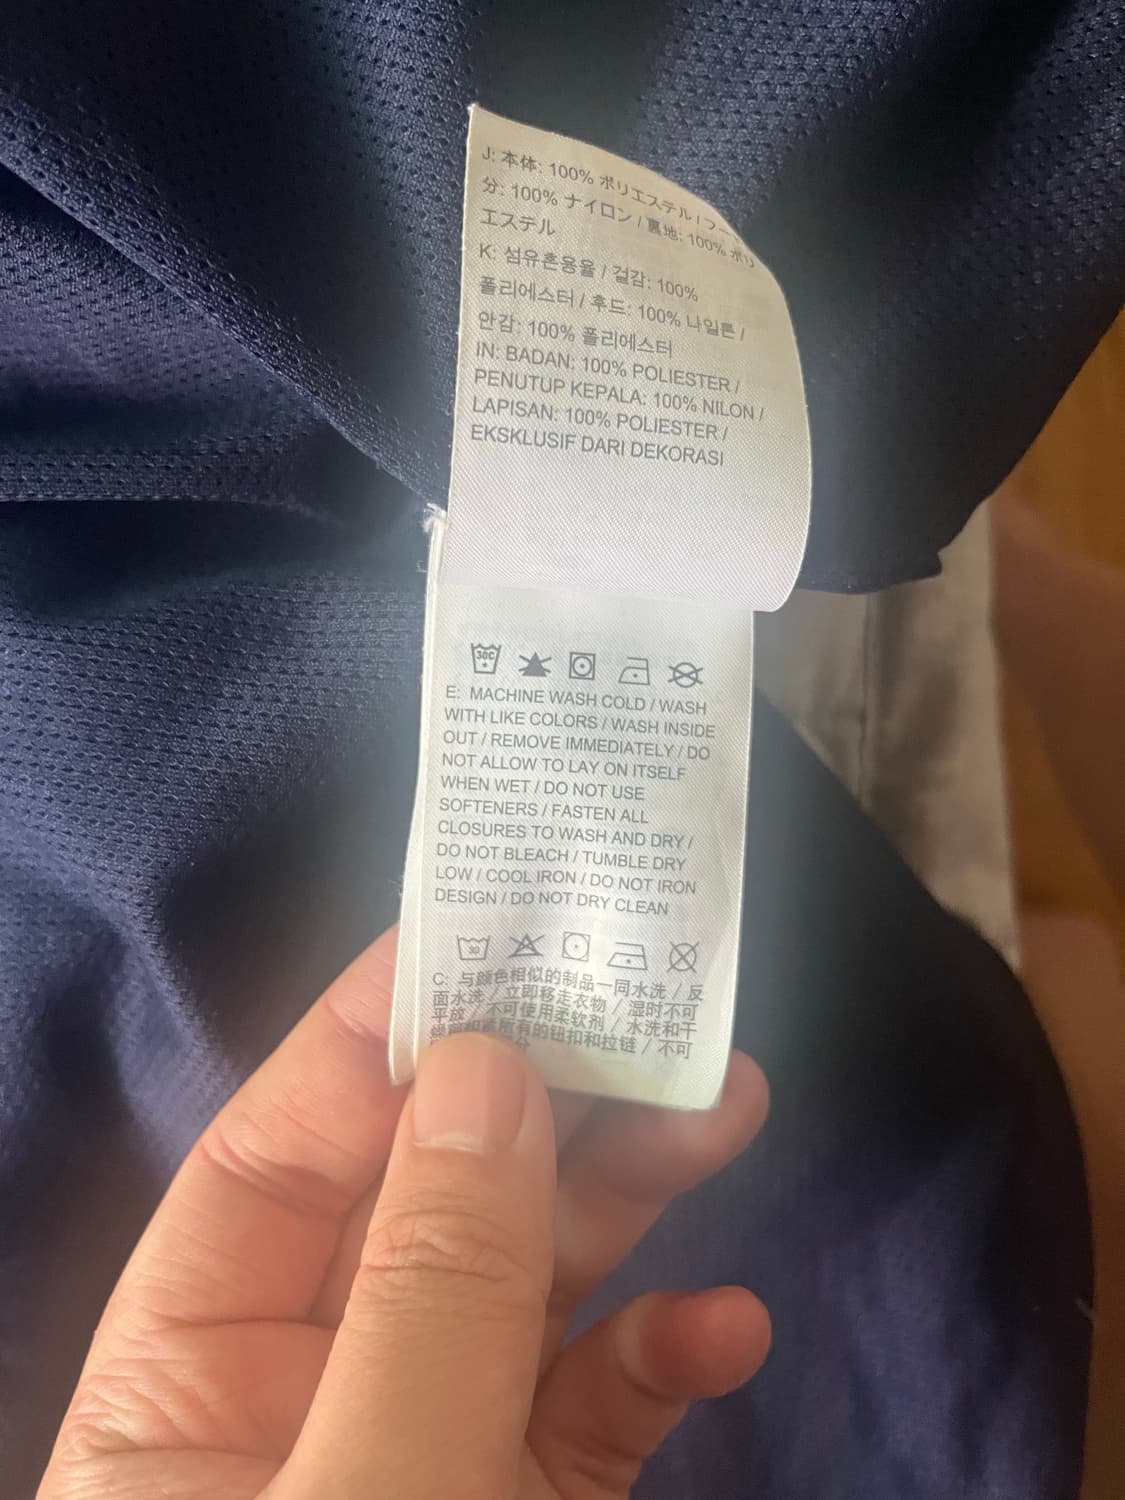 J: 本体: 100% ポリエステル / フー
分: 100% ナイロン / 裏地: 100% ポリ
エステル
K: 섬유혼용율 / 겉감: 100%
폴리에스터 / 후드: 100% 나일론 /
안감: 100% 폴리에스터
IN: BADAN: 100% POLIESTER /
PENUTUP KEPALA: 100% NILON /
LAPISAN: 100% POLIESTER /
EKSKLUSIF DARI DEKORASI
30C
E: MACHINE WASH COLD / WASH
WITH LIKE COLORS / WASH INSIDE
OUT / REMOVE IMMEDIATELY / DO
NOT ALLOW TO LAY ON ITSELF
WHEN WET / DO NOT USE
SOFTENERS / FASTEN ALL
CLOSURES TO WASH AND DRY /
DO NOT BLEACH / TUMBLE DRY
LOW / COOL IRON / DO NOT IRON
DESIGN / DO NOT DRY CLEAN
30
C: 与颜色相似的制品一同水洗 / 反
面水洗 / 立即移走衣物 / 湿时不可
平放 / 不可使用柔软剂 / 水洗和干
所有的钮扣和拉链 / 不可